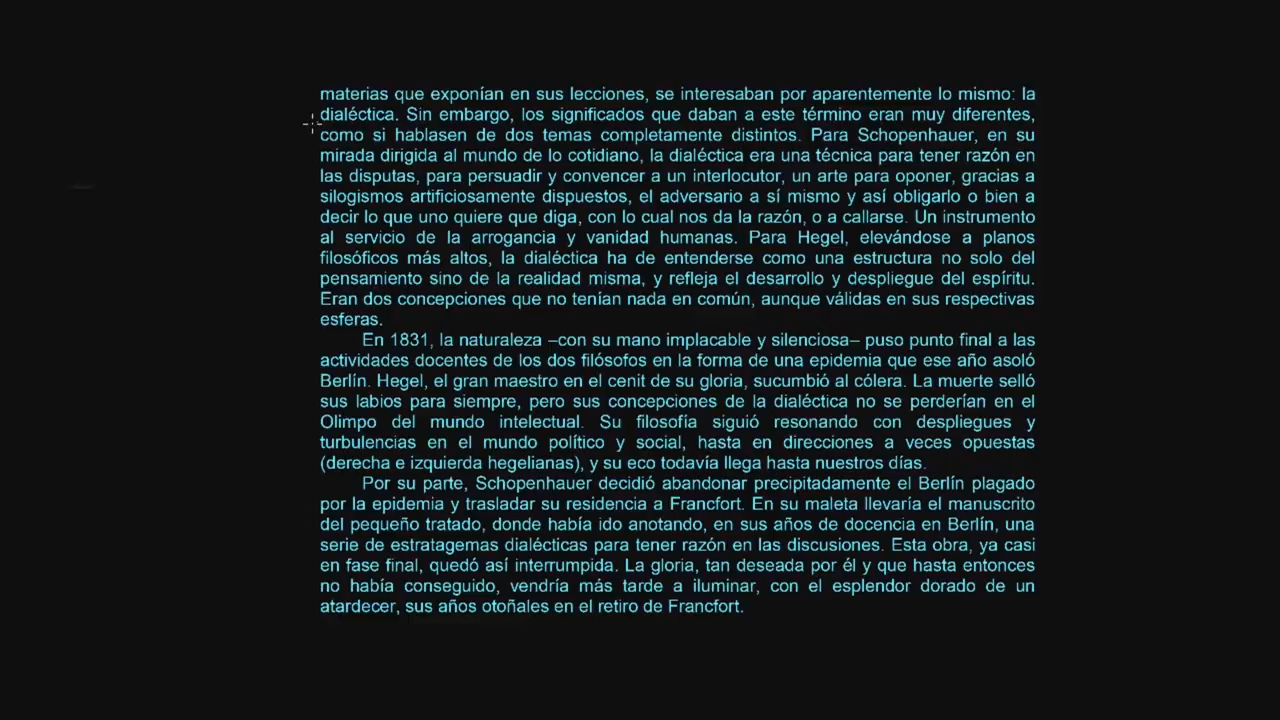 materias que exponían en sus lecciones, se interesaban por aparentemente lo mismo: la
dialéctica. Sin embargo, los significados que daban a este término eran muy diferentes,
como si hablasen de dos temas completamente distintos. Para Schopenhauer, en su
mirada dirigida al mundo de lo cotidiano, la dialéctica era una técnica para tener razón en
las disputas, para persuadir y convencer a un interlocutor, un arte para oponer, gracias a
silogismos artificiosamente dispuestos, el adversario a sí mismo y así obligarlo o bien a
decir lo que uno quiere que diga, con lo cual nos da la razón, o a callarse. Un instrumento
al servicio de la arrogancia y vanidad humanas. Para Hegel, elevándose a planos
filosóficos más altos, la dialéctica ha de entenderse como una estructura no solo del
pensamiento sino de la realidad misma, y refleja el desarrollo y despliegue del espíritu.
Eran dos concepciones que no tenían nada en común, aunque válidas en sus respectivas
esferas.
En 1831, la naturaleza –con su mano implacable y silenciosa– puso punto final a las
actividades docentes de los dos filósofos en la forma de una epidemia que ese año asoló
Berlín. Hegel, el gran maestro en el cenit de su gloria, sucumbió al cólera. La muerte selló
sus labios para siempre, pero sus concepciones de la dialéctica no se perderían en el
Olimpo del mundo intelectual. Su filosofía siguió resonando con despliegues y
turbulencias en el mundo político y social, hasta en direcciones a veces opuestas
(derecha e izquierda hegelianas), y su eco todavía llega hasta nuestros días.
Por su parte, Schopenhauer decidió abandonar precipitadamente el Berlín plagado
por la epidemia y trasladar su residencia a Francfort. En su maleta llevaría el manuscrito
del pequeño tratado, donde había ido anotando, en sus años de docencia en Berlín, una
serie de estratagemas dialécticas para tener razón en las discusiones. Esta obra, ya casi
en fase final, quedó así interrumpida. La gloria, tan deseada por él y que hasta entonces
no había conseguido, vendría más tarde a iluminar, con el esplendor dorado de un
atardecer, sus años otoñales en el retiro de Francfort.